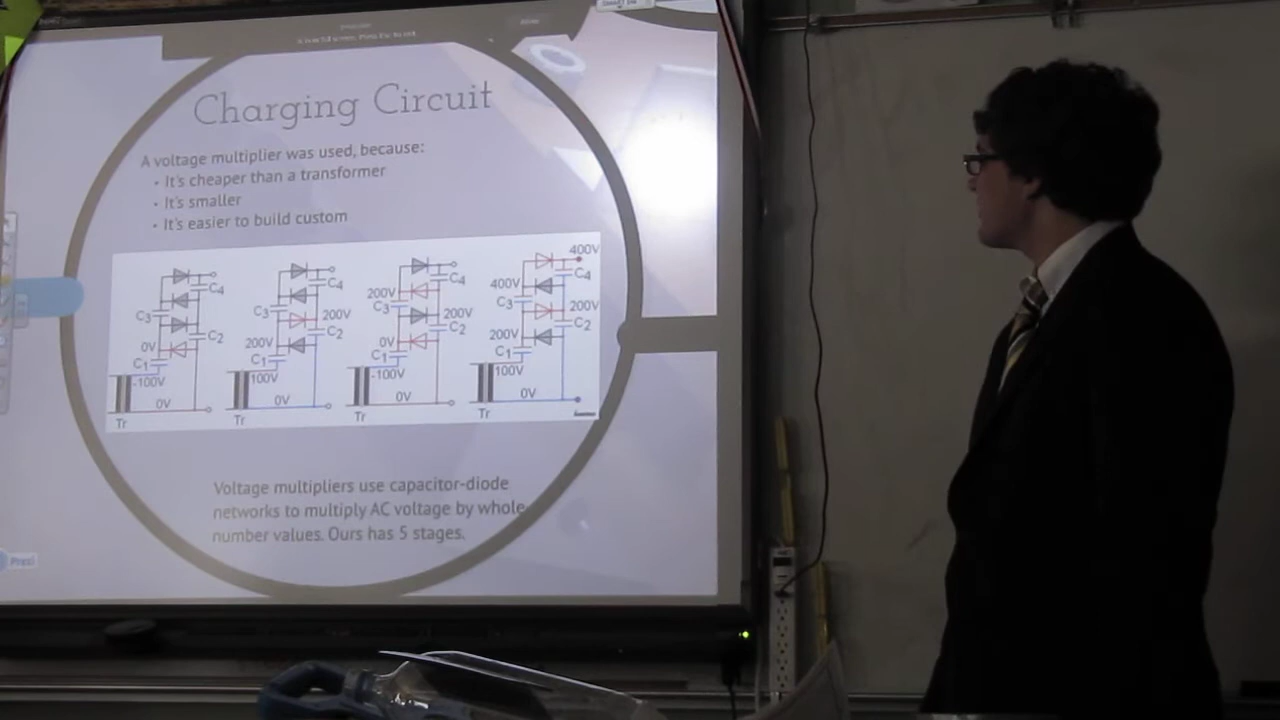 Charging Circuit
A voltage multiplier was used, because:
• It's cheaper than a transformer
• It's smaller
• It's easier to build custom
C4
C3
C2
0V
C1
-100V
0V
Tr
C4
C3
200V
C2
200V
C1
100V
0V
Tr
C4
200V
C3
200V
C2
0V
C1
-100V
0V
Tr
400V
C4
400V
C3
200V
C2
200V
C1
100V
0V
Tr
Voltage multipliers use capacitor-diode
networks to multiply AC voltage by whole-
number values. Ours has 5 stages.
Prezi